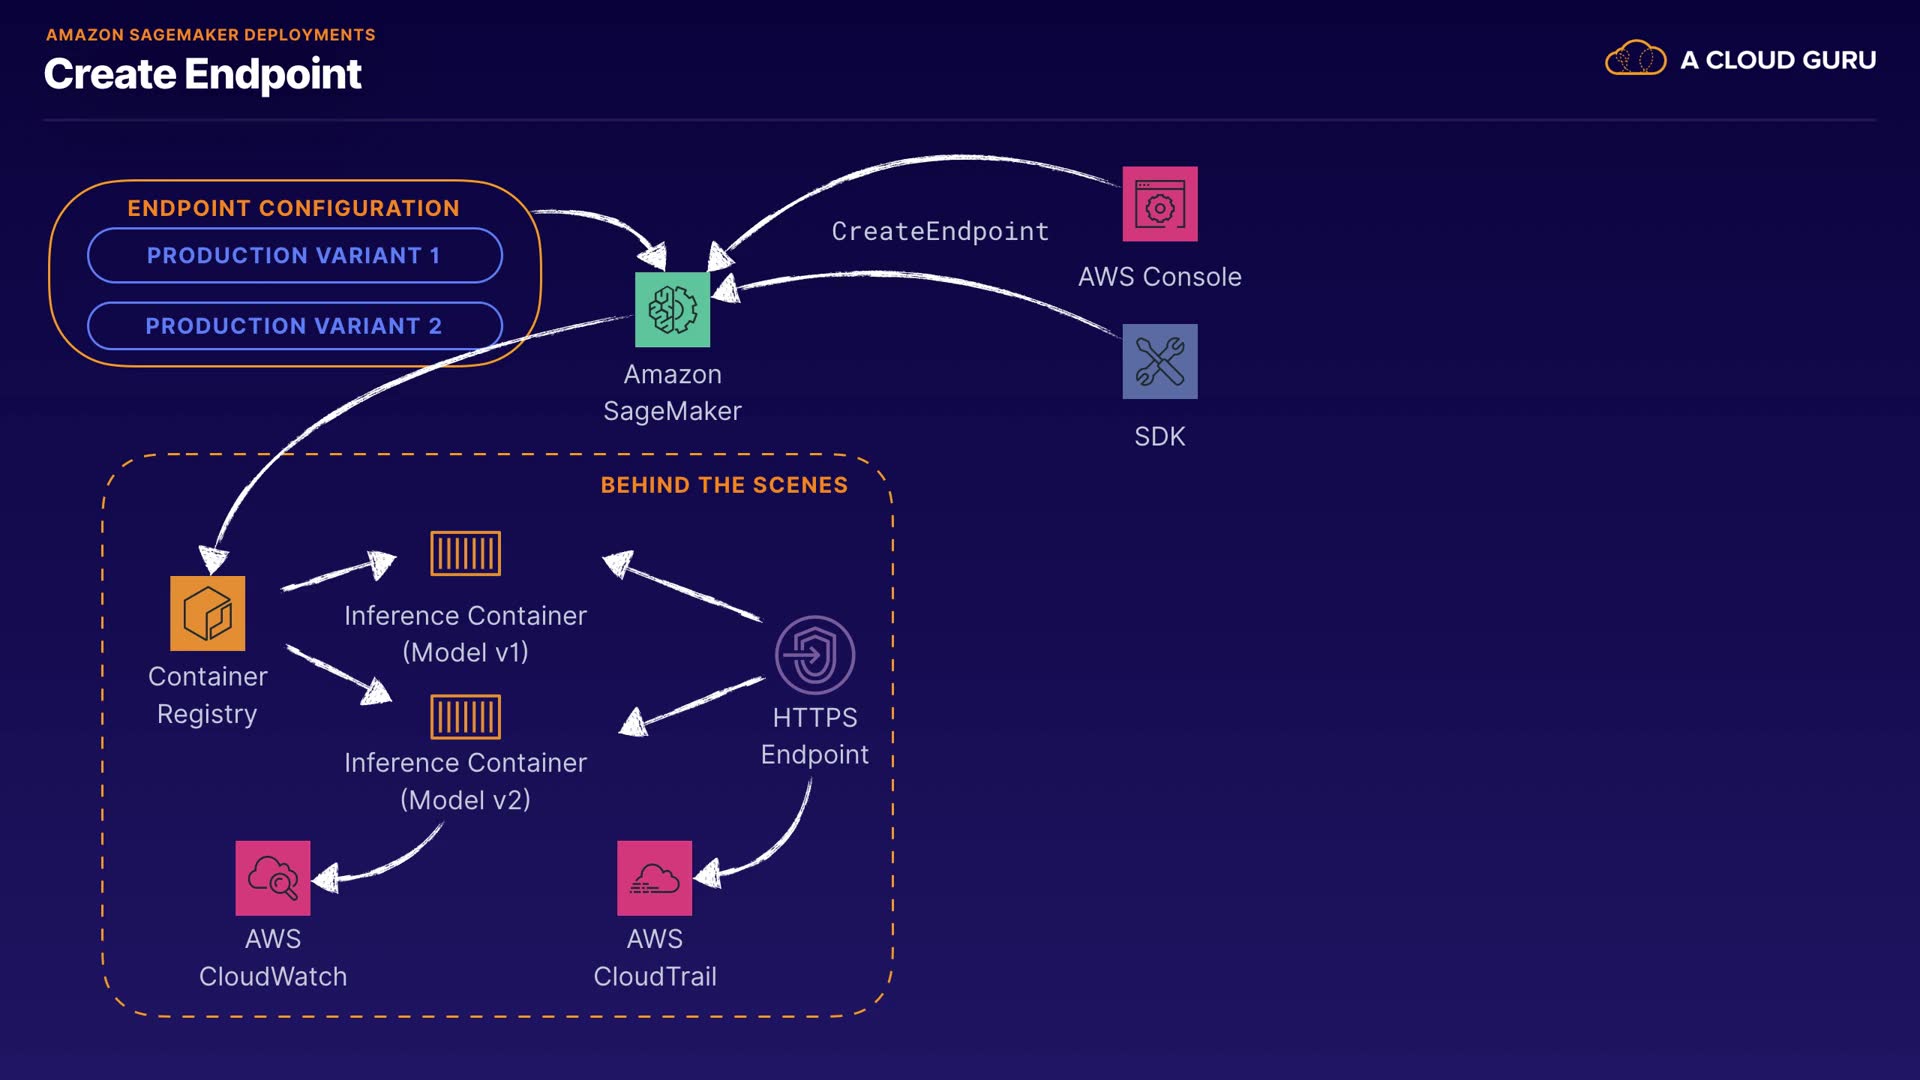 AMAZON SAGEMAKER DEPLOYMENTS
Create Endpoint
A CLOUD GURU
ENDPOINT CONFIGURATION
PRODUCTION VARIANT 1
PRODUCTION VARIANT 2
CreateEndpoint
AWS Console
Amazon
SageMaker
SDK
BEHIND THE SCENES
Inference Container
(Model v1)
Container
Registry
HTTPS
Endpoint
Inference Container
(Model v2)
AWS
CloudWatch
AWS
CloudTrail